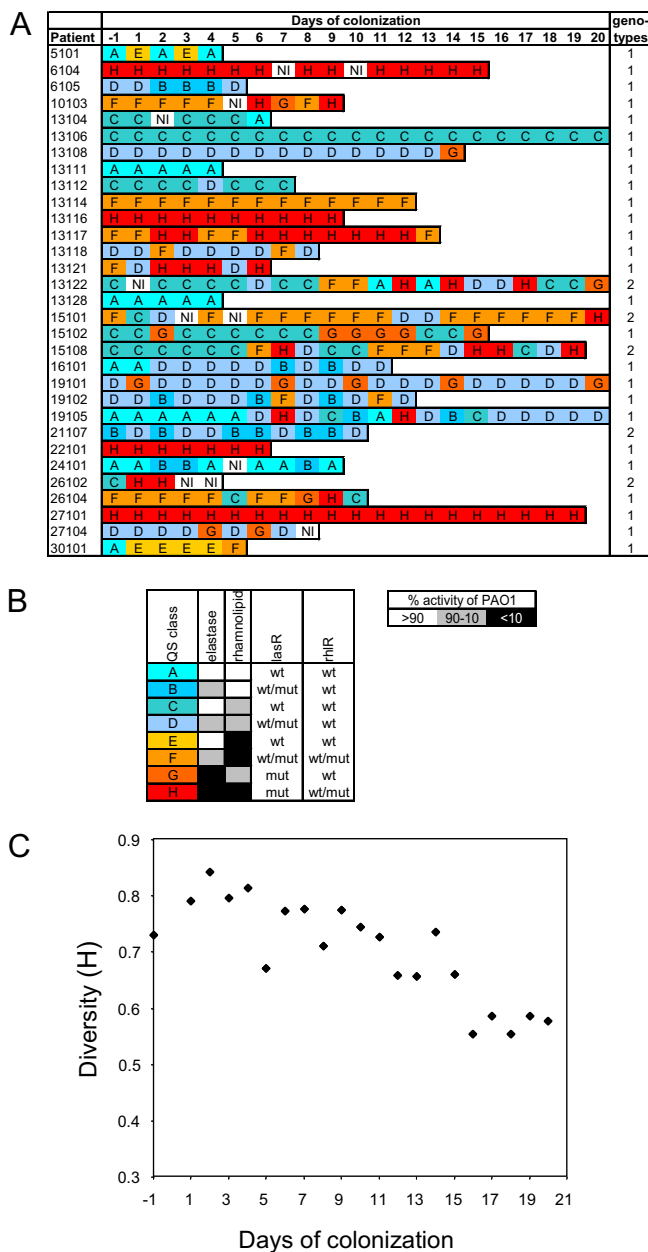 A
Days of colonization
geno-
Patient -1 1 2 3 4 5 6 7 8 9 10 11 12 13 14 15 16 17 18 19 20 types
5101 A E A E A 1
6104 H H H H H H H NI H H NI H H H H H 1
6105 D D B B B D 1
10103 F F F F F NI H G F H 1
13104 C C NI C C C A 1
13106 C C C C C C C C C C C C C C C C C C C C C 1
13108 D D D D D D D D D D D D D D G 1
13111 A A A A A 1
13112 C C C C D C C C 1
13114 F F F F F F F F F F F F F 1
13116 H H H H H H H H H H 1
13117 F F H H F F H H H H H H H F 1
13118 D D F D D D D F D 1
13121 F D H H H D H 1
13122 C NI C C C C D C C F F A H A H D D H C C G 2
13128 A A A A A 1
15101 F C D NI F NI F F F F F F D D F F F F F F H 2
15102 C C G C C C C C C G G G G C C G 1
15108 C C C C C C F H D C C F F F D H H C D H 2
16101 A A D D D D D B D B D D 1
19101 D G D D D D D G D D G D D D G D D D D D G 1
19102 D D B D D D B F D B D F D 1
19105 A A A A A A D H D C B A H D B C D D D D D 1
21107 B D B D D B B D B B D 2
22101 H H H H H H H 1
24101 A A B B A NI A A B A 1
26102 C H H NI NI 2
26104 F F F F F C F F G H C 1
27101 H H H H H H H H H H H H H H H H H H H H 1
27104 D D D D G D G D NI 1
30101 A E E E E F 1
B
QS class elastase rhamnolipid lasR rhlR
A wt wt
B wt/mut wt
C wt wt
D wt/mut wt
E wt wt
F wt/mut wt/mut
G mut wt
H mut wt/mut
% activity of PAO1
>90 90-10 <10
C
Diversity (H)
0.9
0.8
0.7
0.6
0.5
0.4
0.3
-1 1 3 5 7 9 11 13 15 17 19 21
Days of colonization